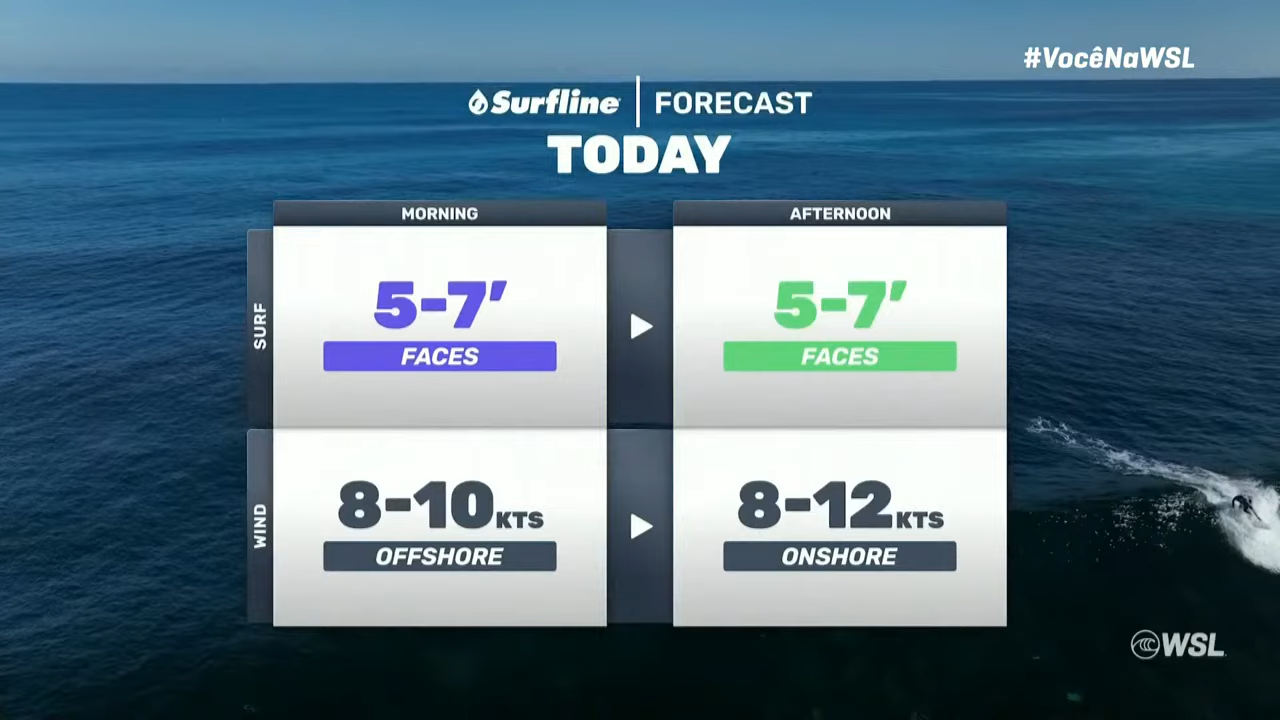 #VocêNaWSL
Surfline | FORECAST
TODAY
MORNING
AFTERNOON
SURF
5-7'
FACES
5-7'
FACES
WIND
8-10KTS
OFFSHORE
8-12KTS
ONSHORE
WSL